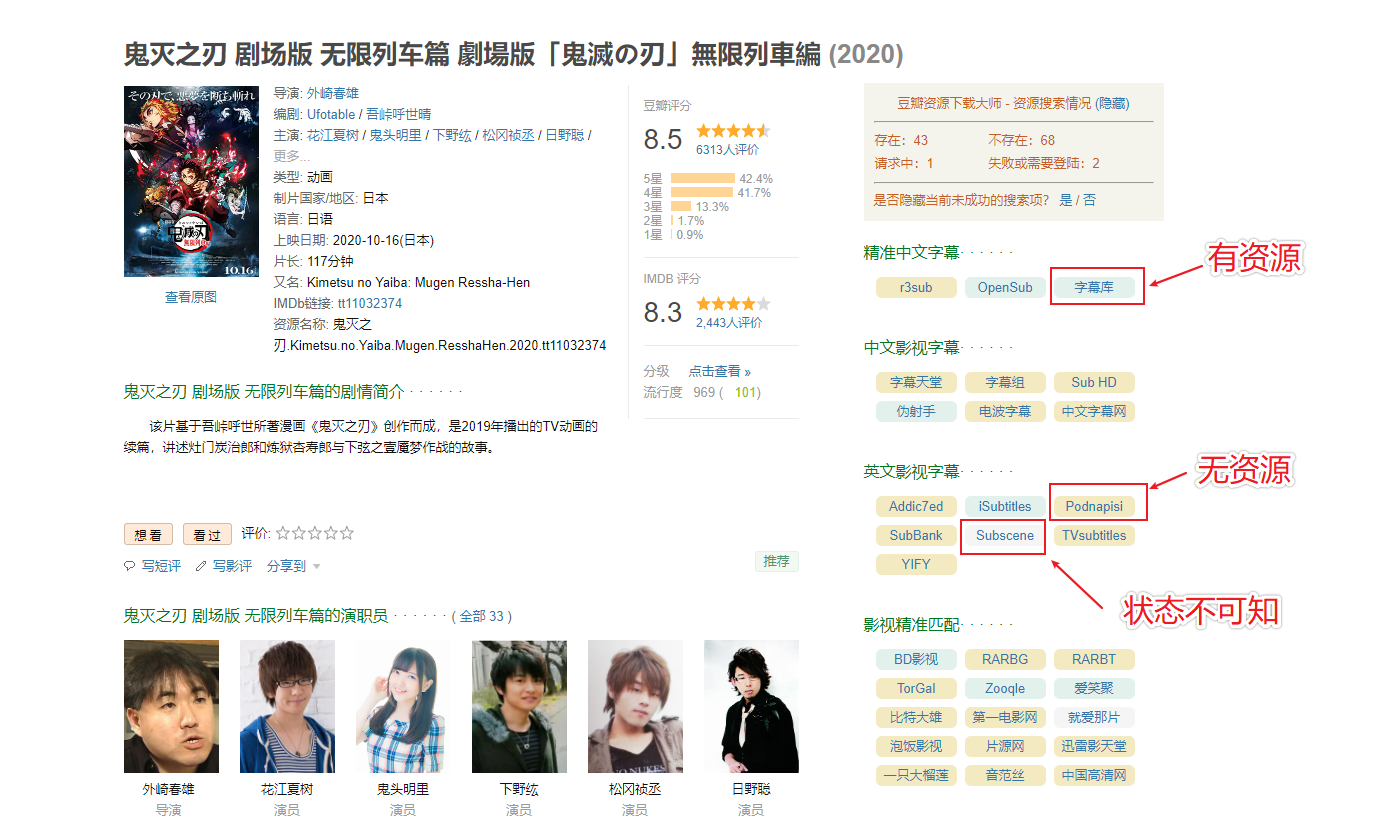 鬼灭之刃 剧场版 无限列车篇 劇場版「鬼滅の刃」無限列車編 (2020)
その刃で、悪夢を断ち斬れ
鬼滅の刃
無限列車編
10.16
查看原图
导演: 外崎春雄
编剧: Ufotable / 吾峠呼世晴
主演: 花江夏树 / 鬼头明里 / 下野纮 / 松冈祯丞 / 日野聪 /
更多...
类型: 动画
制片国家/地区: 日本
语言: 日语
上映日期: 2020-10-16(日本)
片长: 117分钟
又名: Kimetsu no Yaiba: Mugen Ressha-Hen
IMDb链接: tt11032374
资源名称: 鬼灭之
刃.Kimetsu.no.Yaiba.Mugen.ResshaHen.2020.tt11032374
豆瓣评分
8.5
6313人评价
5星 42.4%
4星 41.7%
3星 13.3%
2星 1.7%
1星 0.9%
IMDB 评分
8.3
2,443人评价
分级 点击查看 »
流行度 969 ( 101)
鬼灭之刃 剧场版 无限列车篇的剧情简介 · · · · · ·
该片基于吾峠呼世所著漫画《鬼灭之刃》创作而成，是2019年播出的TV动画的
续篇，讲述灶门炭治郎和炼狱杏寿郎与下弦之壹魇梦作战的故事。
想看 看过 评价:
写短评 写影评 分享到
推荐
鬼灭之刃 剧场版 无限列车篇的演职员 · · · · · · ( 全部 33 )
外崎春雄 花江夏树 鬼头明里 下野纮 松冈祯丞 日野聪
导演 演员 演员 演员 演员 演员
豆瓣资源下载大师 - 资源搜索情况 (隐藏)
存在：43 不存在：68
请求中：1 失败或需要登陆：2
是否隐藏当前未成功的搜索项？ 是 / 否
精准中文字幕· · · · · ·
有资源
r3sub OpenSub 字幕库
中文影视字幕· · · · · ·
字幕天堂 字幕组 Sub HD
伪射手 电波字幕 中文字幕网
英文影视字幕· · · · · ·
无资源
Addic7ed iSubtitles Podnapisi
SubBank Subscene TVsubtitles
YIFY
状态不可知
影视精准匹配· · · · · ·
BD影视 RARBG RARBT
TorGal Zooqle 爱笑聚
比特大雄 第一电影网 就爱那片
泡饭影视 片源网 迅雷影天堂
一只大榴莲 音范丝 中国高清网